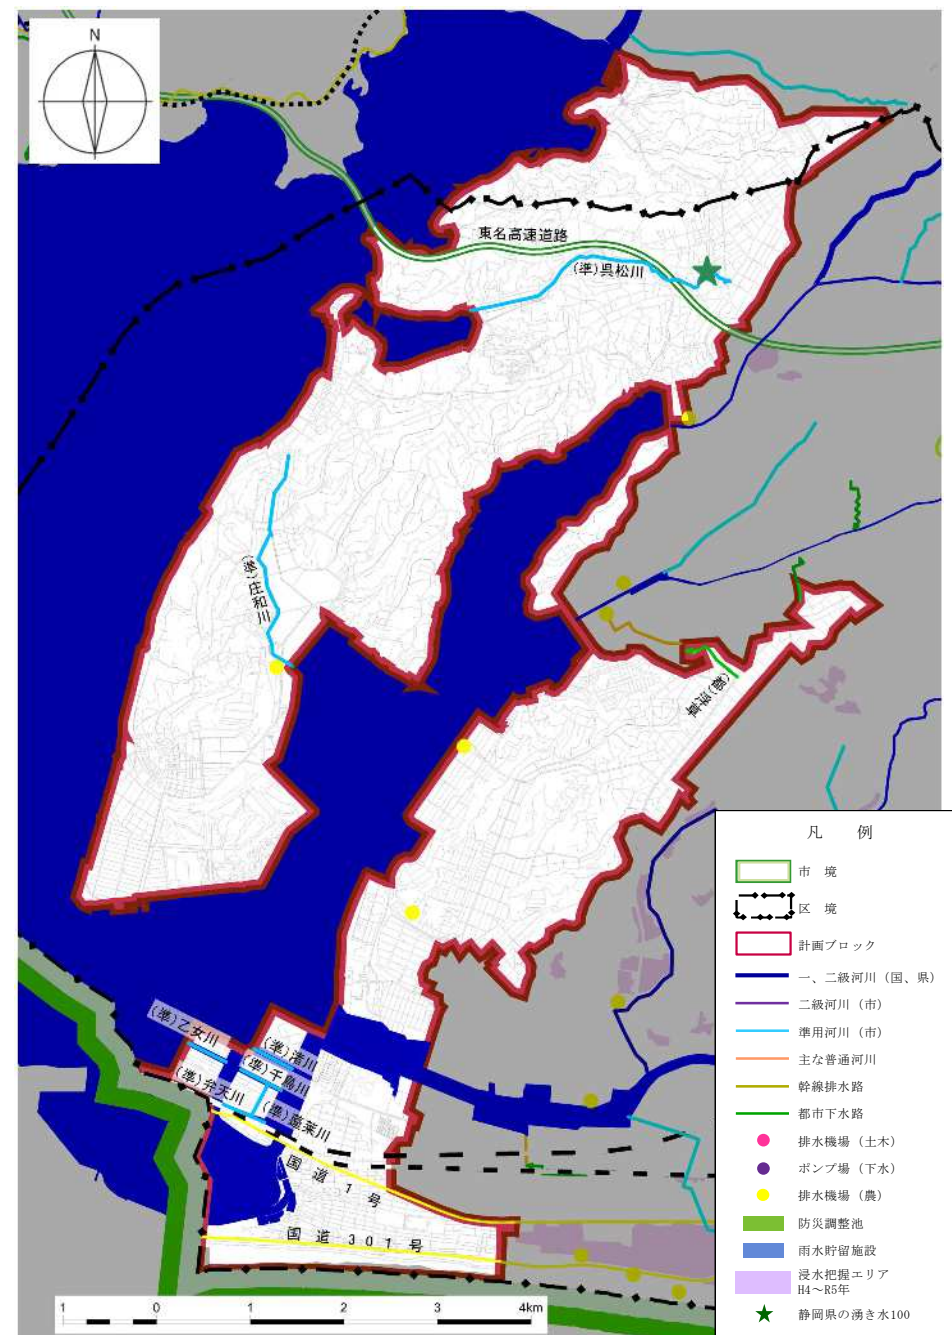 N
東名高速道路
(準)呉松川
(準)庄和川
(都)浮草
(準)乙女川
(準)渚川
(準)千鳥川
(準)弁天川
(準)蓬莱川
国道1号
国道301号
1 0 1 2 3 4km
凡 例
市 境
区 境
計画ブロック
一、二級河川（国、県）
二級河川（市）
準用河川（市）
主な普通河川
幹線排水路
都市下水路
排水機場（土木）
ポンプ場（下水）
排水機場（農）
防災調整池
雨水貯留施設
浸水把握エリア
H4～R5年
静岡県の湧き水100